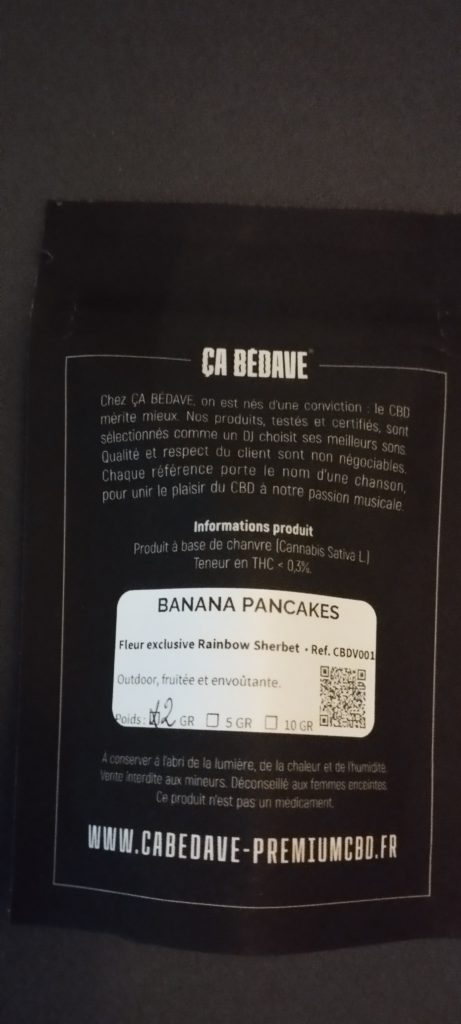 ÇA BÉDAVE
Chez ÇA BÉDAVE, on est nés d'une conviction : le CBD
mérite mieux. Nos produits, testés et certifiés, sont
sélectionnés comme un DJ choisit ses meilleurs sons.
Qualité et respect du client sont non négociables.
Chaque référence porte le nom d'une chanson,
pour unir le plaisir du CBD à notre passion musicale.
Informations produit
Produit à base de chanvre (Cannabis Sativa L.)
Teneur en THC < 0,3%.
BANANA PANCAKES
Fleur exclusive Rainbow Sherbet • Ref. CBDV001
Outdoor, fruitée et envoûtante.
Poids : 2 GR ☐ 5 GR ☐ 10 GR
A conserver à l'abri de la lumière, de la chaleur et de l'humidité.
Vente interdite aux mineurs. Déconseillé aux femmes enceintes.
Ce produit n'est pas un médicament.
WWW.CABEDAVE-PREMIUMCBD.FR